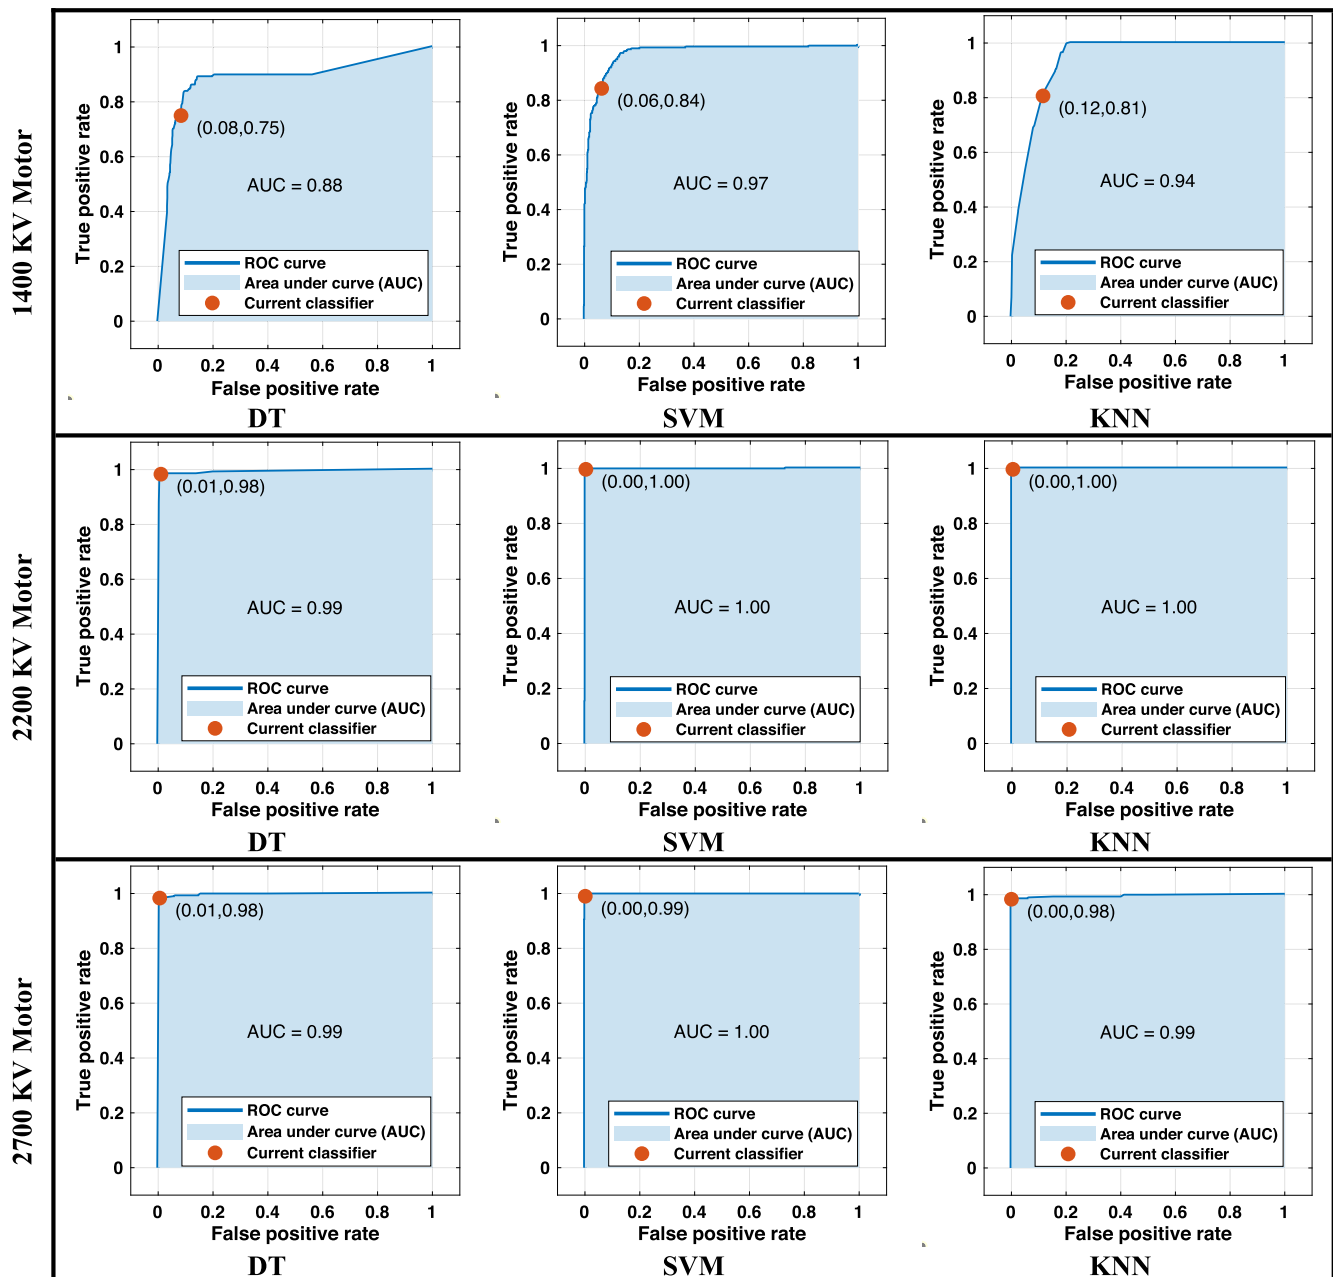 1400 KV Motor
1
0.8
0.6
0.4
0.2
0
True positive rate
(0.08,0.75)
AUC = 0.88
ROC curve
Area under curve (AUC)
Current classifier
0 0.2 0.4 0.6 0.8 1
False positive rate
DT
1
0.8
0.6
0.4
0.2
0
True positive rate
(0.06,0.84)
AUC = 0.97
ROC curve
Area under curve (AUC)
Current classifier
0 0.2 0.4 0.6 0.8 1
False positive rate
SVM
1
0.8
0.6
0.4
0.2
0
True positive rate
(0.12,0.81)
AUC = 0.94
ROC curve
Area under curve (AUC)
Current classifier
0 0.2 0.4 0.6 0.8 1
False positive rate
KNN
2200 KV Motor
1
0.8
0.6
0.4
0.2
0
True positive rate
(0.01,0.98)
AUC = 0.99
ROC curve
Area under curve (AUC)
Current classifier
0 0.2 0.4 0.6 0.8 1
False positive rate
DT
1
0.8
0.6
0.4
0.2
0
True positive rate
(0.00,1.00)
AUC = 1.00
ROC curve
Area under curve (AUC)
Current classifier
0 0.2 0.4 0.6 0.8 1
False positive rate
SVM
1
0.8
0.6
0.4
0.2
0
True positive rate
(0.00,1.00)
AUC = 1.00
ROC curve
Area under curve (AUC)
Current classifier
0 0.2 0.4 0.6 0.8 1
False positive rate
KNN
2700 KV Motor
1
0.8
0.6
0.4
0.2
0
True positive rate
(0.01,0.98)
AUC = 0.99
ROC curve
Area under curve (AUC)
Current classifier
0 0.2 0.4 0.6 0.8 1
False positive rate
DT
1
0.8
0.6
0.4
0.2
0
True positive rate
(0.00,0.99)
AUC = 1.00
ROC curve
Area under curve (AUC)
Current classifier
0 0.2 0.4 0.6 0.8 1
False positive rate
SVM
1
0.8
0.6
0.4
0.2
0
True positive rate
(0.00,0.98)
AUC = 0.99
ROC curve
Area under curve (AUC)
Current classifier
0 0.2 0.4 0.6 0.8 1
False positive rate
KNN